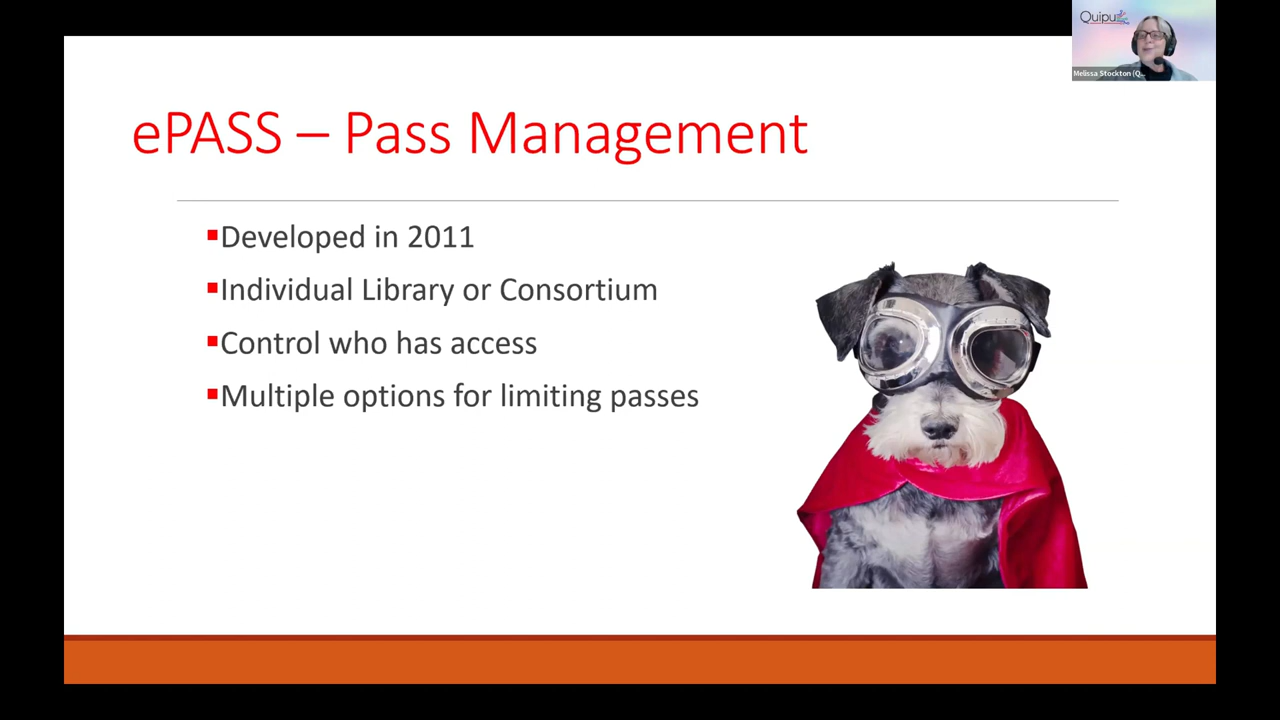 Quipu
Melissa Stockton (Q...
ePASS – Pass Management
▪Developed in 2011
▪Individual Library or Consortium
▪Control who has access
▪Multiple options for limiting passes